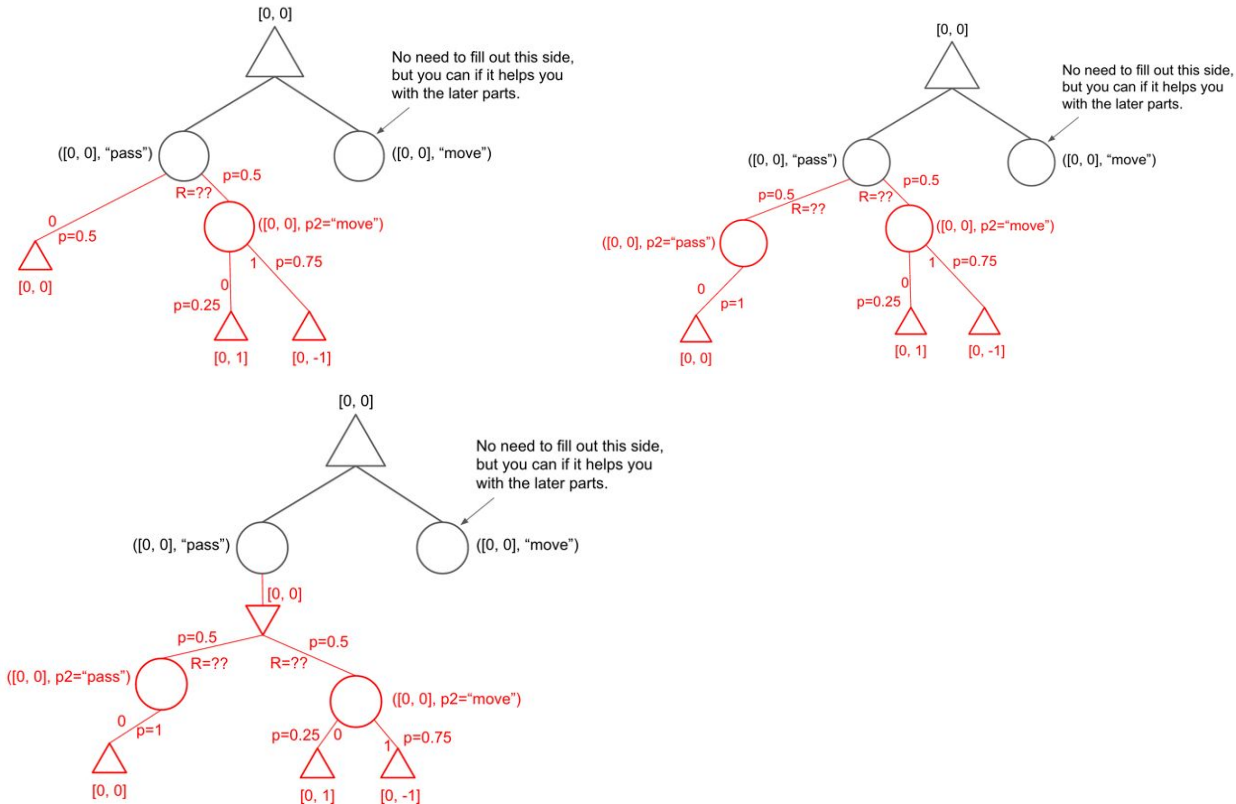 [0, 0]
No need to fill out this side,
but you can if it helps you
with the later parts.
([0, 0], “pass”)
([0, 0], “move”)
p=0.5
R=??
0
p=0.5
([0, 0], p2=“move”)
[0, 0]
0
1
p=0.75
p=0.25
[0, 1]
[0, -1]
[0, 0]
No need to fill out this side,
but you can if it helps you
with the later parts.
([0, 0], “pass”)
([0, 0], “move”)
p=0.5
R=??
p=0.5
R=??
([0, 0], p2=“pass”)
([0, 0], p2=“move”)
0
p=1
0
1
p=0.75
p=0.25
[0, 0]
[0, 1]
[0, -1]
[0, 0]
No need to fill out this side,
but you can if it helps you
with the later parts.
([0, 0], “pass”)
([0, 0], “move”)
[0, 0]
p=0.5
R=??
p=0.5
R=??
([0, 0], p2=“pass”)
([0, 0], p2=“move”)
0
p=1
p=0.25
0
1
p=0.75
[0, 0]
[0, 1]
[0, -1]